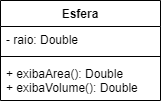 Esfera
- raio: Double
+ exibaArea(): Double
+ exibaVolume(): Double